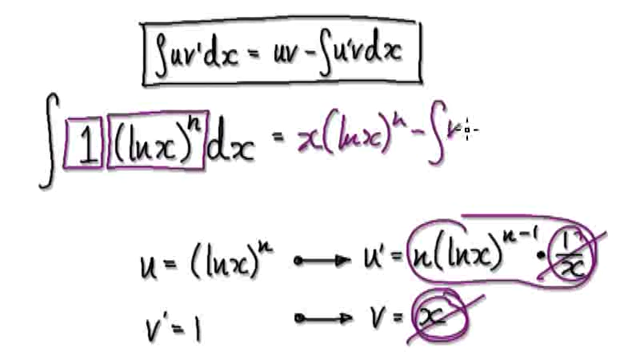 ∫uv'dx = uv - ∫u'vdx
∫ 1 (lnx)^n dx = x(lnx)^n - ∫
u = (lnx)^n → u' = n(lnx)^{n-1} · 1/x
v' = 1 → v = x